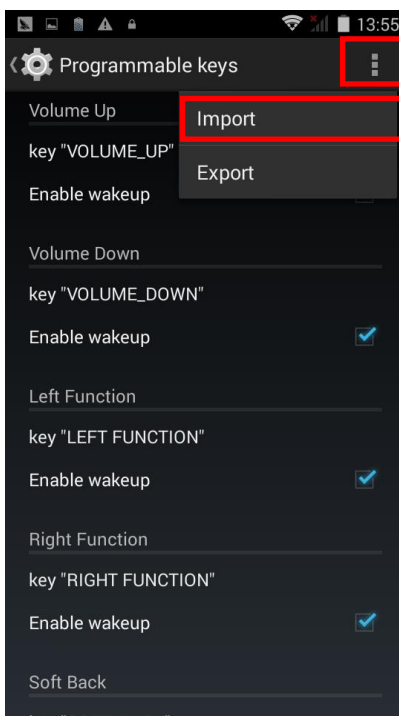 13:55
Programmable keys
Volume Up
Import
key "VOLUME_UP"
Export
Enable wakeup
Volume Down
key "VOLUME_DOWN"
Enable wakeup
Left Function
key "LEFT FUNCTION"
Enable wakeup
Right Function
key "RIGHT FUNCTION"
Enable wakeup
Soft Back